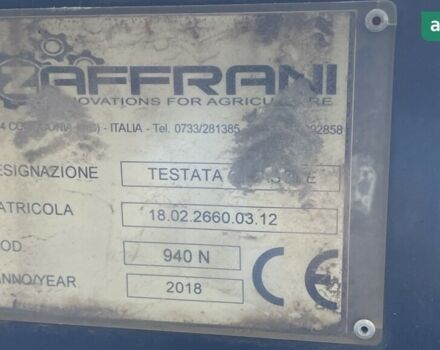 ZAFFRANI
INNOVATIONS FOR AGRICULTURE
- ITALIA - Tel. 0733/281385
ESIGNAZIONE TESTATA
ATRICOLA 18.02.2660.03.12
OD. 940 N
ANNO/YEAR 2018
CE
a